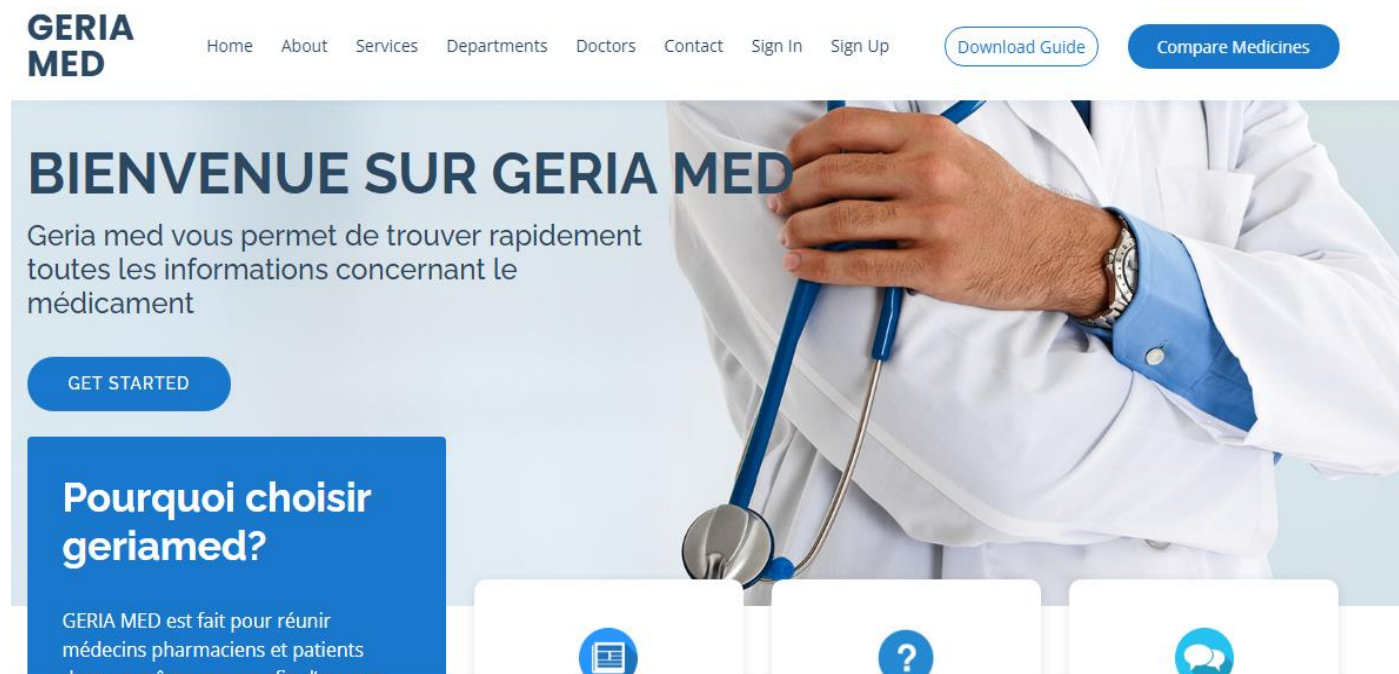 GERIA
MED
Home About Services Departments Doctors Contact Sign In Sign Up Download Guide Compare Medicines
BIENVENUE SUR GERIA MED
Geria med vous permet de trouver rapidement
toutes les informations concernant le
médicament
GET STARTED
Pourquoi choisir
geriamed?
GERIA MED est fait pour réunir
médecins pharmaciens et patients
?